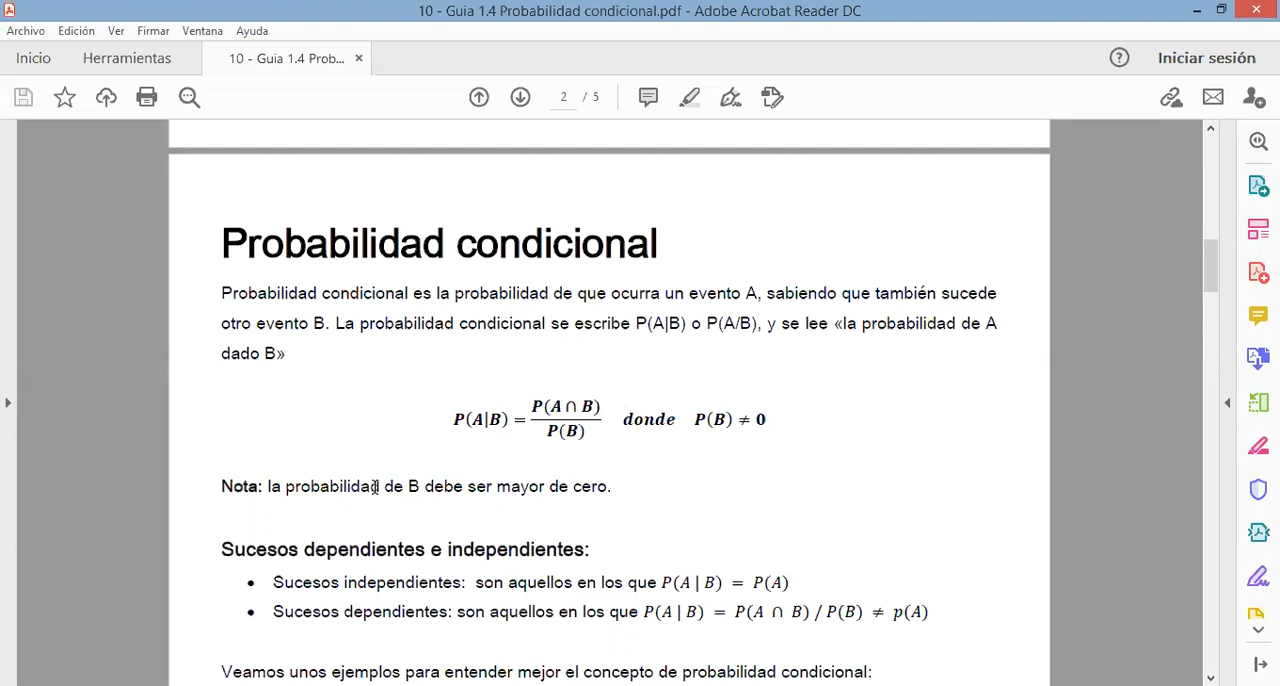 10 - Guia 1.4 Probabilidad condicional.pdf - Adobe Acrobat Reader DC
Archivo Edición Ver Firmar Ventana Ayuda
Inicio Herramientas 10 - Guia 1.4 Prob... × Iniciar sesión
2 / 5
Probabilidad condicional
Probabilidad condicional es la probabilidad de que ocurra un evento A, sabiendo que también sucede
otro evento B. La probabilidad condicional se escribe P(A|B) o P(A/B), y se lee «la probabilidad de A
dado B»
P(A|B) = P(A ∩ B) / P(B) donde P(B) ≠ 0
Nota: la probabilidad de B debe ser mayor de cero.
Sucesos dependientes e independientes:
• Sucesos independientes: son aquellos en los que P(A | B) = P(A)
• Sucesos dependientes: son aquellos en los que P(A | B) = P(A ∩ B) / P(B) ≠ p(A)
Veamos unos ejemplos para entender mejor el concepto de probabilidad condicional: